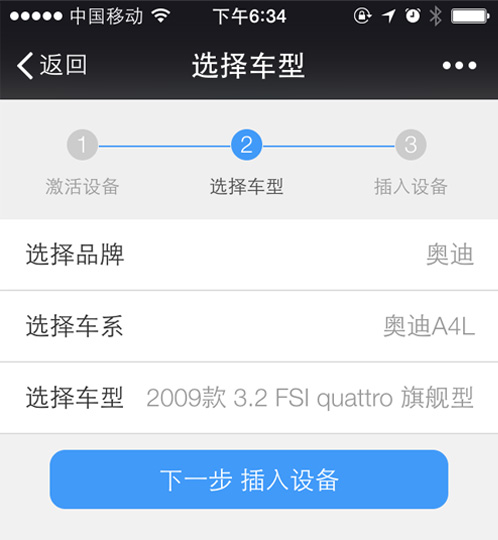 中国移动 下午6:34
返回 选择车型
1 2 3
激活设备 选择车型 插入设备
选择品牌 奥迪
选择车系 奥迪A4L
选择车型 2009款 3.2 FSI quattro 旗舰型
下一步 插入设备